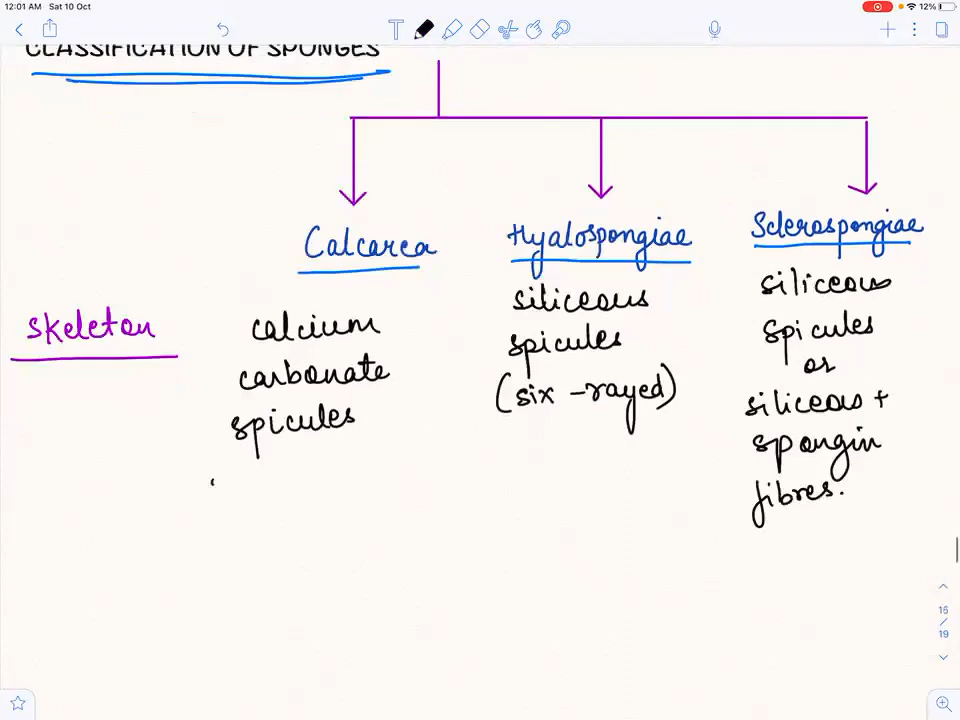 12:01 AM Sat 10 Oct
12%
T
CLASSIFICATION OF SPONGES
Calcarea
Hyalospongiae
Sclerospongiae
skeleton
calcium
carbonate
spicules
siliceous
spicules
(six-rayed)
siliceous
spicules
or
siliceous +
spongin
fibres.
16
/
19